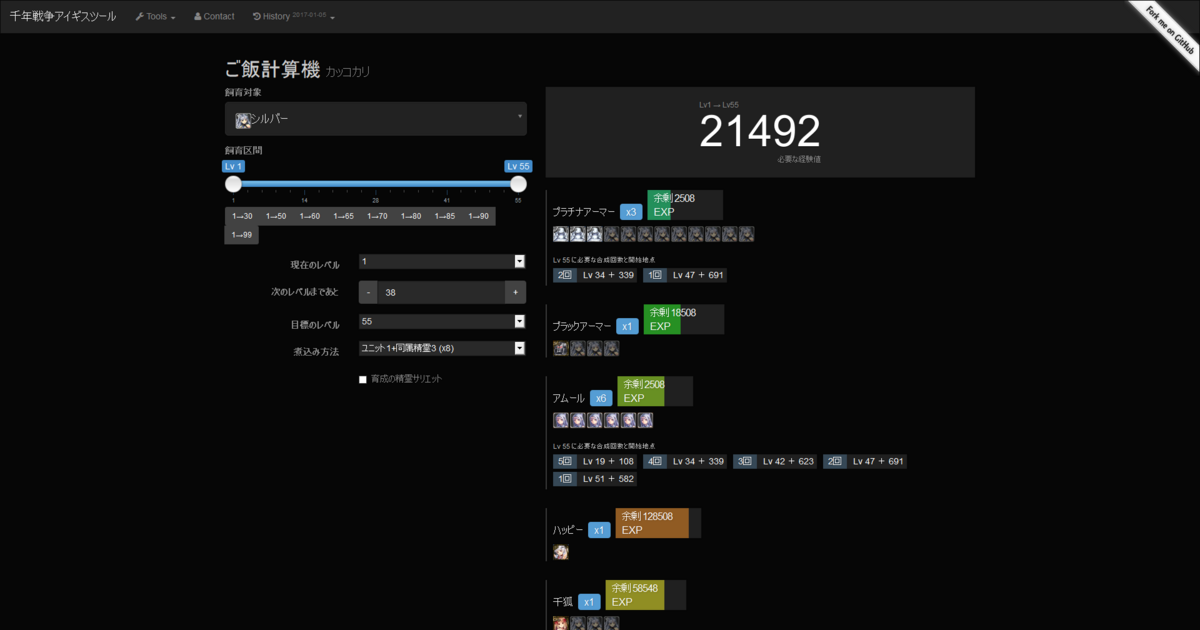 千年戦争アイギスツール Tools Contact History 2017-01-05
Fork me on GitHub
ご飯計算機 カッコカリ
飼育対象
シルバー
飼育区間
Lv 1 Lv 55
1 14 28 41 55
1→30 1→50 1→60 1→65 1→70 1→80 1→85 1→90
1→99
現在のレベル 1
次のレベルまであと - 38 +
目標のレベル 55
煮込み方法 ユニット1+同属精霊3 (x8)
育成の精霊サリエット
Lv1 → Lv55
21492
必要な経験値
プラチナアーマー x3 余剰2508 EXP
Lv 55に必要な合成回数と開始地点
2回 Lv 34 + 339 1回 Lv 47 + 691
ブラックアーマー x1 余剰18508 EXP
アムール x6 余剰2508 EXP
Lv 55に必要な合成回数と開始地点
5回 Lv 19 + 108 4回 Lv 34 + 339 3回 Lv 42 + 623 2回 Lv 47 + 691
1回 Lv 51 + 582
ハッピー x1 余剰128508 EXP
千狐 x1 余剰58548 EXP